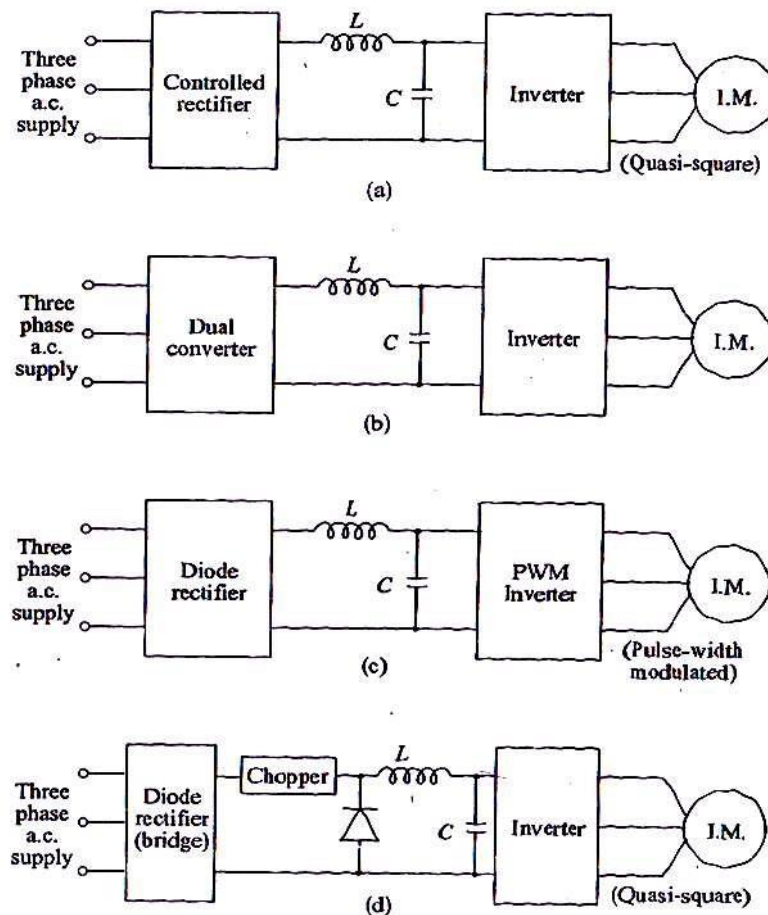 Three
phase
a.c.
supply
Controlled
rectifier
L
C
Inverter
I.M.
(Quasi-square)
(a)
Three
phase
a.c.
supply
Dual
converter
L
C
Inverter
I.M.
(b)
Three
phase
a.c.
supply
Diode
rectifier
L
C
PWM
Inverter
I.M.
(Pulse-width
modulated)
(c)
Three
phase
a.c.
supply
Diode
rectifier
(bridge)
Chopper
L
C
Inverter
I.M.
(Quasi-square)
(d)